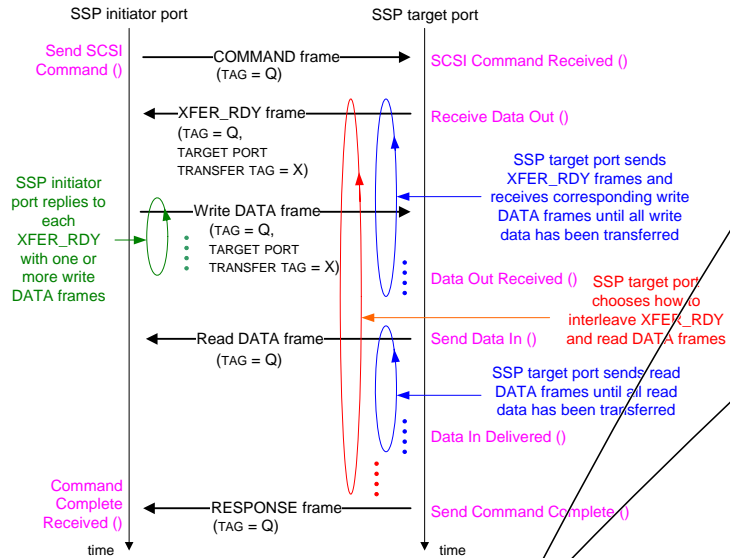 SSP initiator port
SSP target port
Send SCSI
Command ()
COMMAND frame
(TAG = Q)
SCSI Command Received ()
XFER_RDY frame
(TAG = Q,
TARGET PORT
TRANSFER TAG = X)
Receive Data Out ()
SSP target port sends
XFER_RDY frames and
receives corresponding write
DATA frames until all write
data has been transferred
SSP initiator
port replies to
each
XFER_RDY
with one or
more write
DATA frames
Write DATA frame
(TAG = Q,
TARGET PORT
TRANSFER TAG = X)
Data Out Received ()
SSP target port
chooses how to
interleave XFER_RDY
and read DATA frames
Read DATA frame
(TAG = Q)
Send Data In ()
SSP target port sends read
DATA frames until all read
data has been transferred
Data In Delivered ()
Command
Complete
Received ()
RESPONSE frame
(TAG = Q)
Send Command Complete ()
time
time